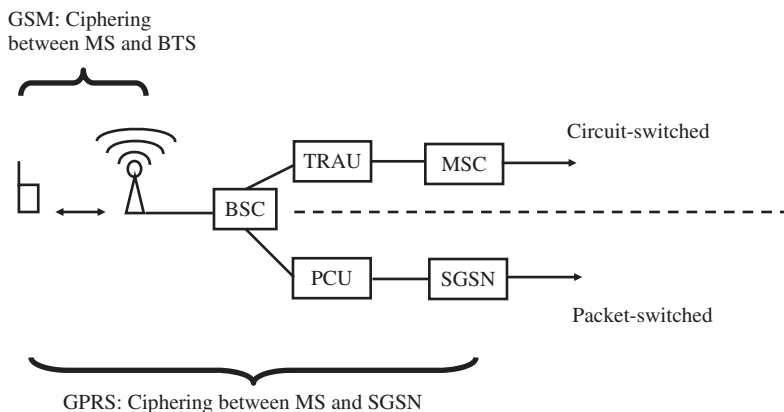 GSM: Ciphering
between MS and BTS
Circuit-switched
TRAU
MSC
BSC
PCU
SGSN
Packet-switched
GPRS: Ciphering between MS and SGSN